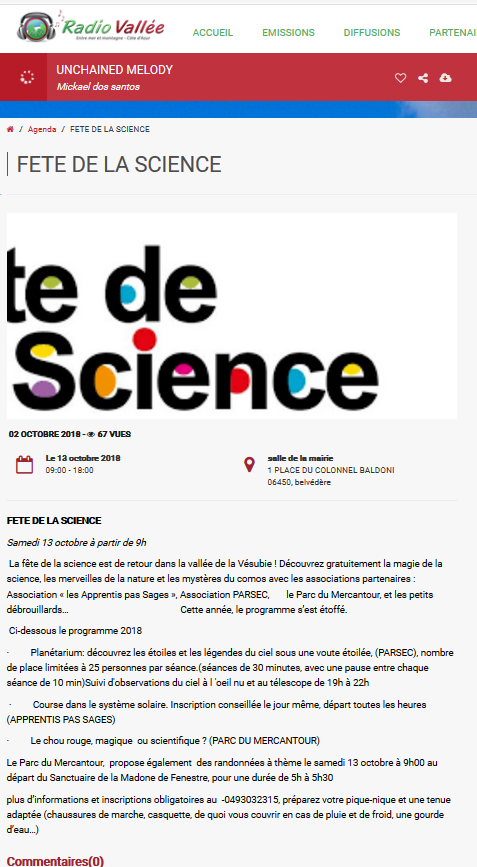 Radio Vallée
Entre mer et montagne - Côte d'Azur
ACCUEIL EMISSIONS DIFFUSIONS PARTENAI
UNCHAINED MELODY
Mickael dos santos
/ Agenda / FETE DE LA SCIENCE
FETE DE LA SCIENCE
te de
Science
02 OCTOBRE 2018 - 67 VUES
Le 13 octobre 2018
09:00 - 18:00
salle de la mairie
1 PLACE DU COLONNEL BALDONI
06450, belvédère
FETE DE LA SCIENCE
Samedi 13 octobre à partir de 9h
La fête de la science est de retour dans la vallée de la Vésubie ! Découvrez gratuitement la magie de la
science, les merveilles de la nature et les mystères du comos avec les associations partenaires :
Association « les Apprentis pas Sages », Association PARSEC, le Parc du Mercantour, et les petits
débrouillards... Cette année, le programme s'est étoffé.
Ci-dessous le programme 2018
· Planétarium: découvrez les étoiles et les légendes du ciel sous une voute étoilée, (PARSEC), nombre
de place limitées à 25 personnes par séance.(séances de 30 minutes, avec une pause entre chaque
séance de 10 min)Suivi d'observations du ciel à l 'oeil nu et au télescope de 19h à 22h
· Course dans le système solaire. Inscription conseillée le jour même, départ toutes les heures
(APPRENTIS PAS SAGES)
· Le chou rouge, magique ou scientifique ? (PARC DU MERCANTOUR)
Le Parc du Mercantour, propose également des randonnées à thème le samedi 13 octobre à 9h00 au
départ du Sanctuaire de la Madone de Fenestre, pour une durée de 5h à 5h30
plus d'informations et inscriptions obligatoires au -0493032315, préparez votre pique-nique et une tenue
adaptée (chaussures de marche, casquette, de quoi vous couvrir en cas de pluie et de froid, une gourde
d'eau...)
Commentaires(0)